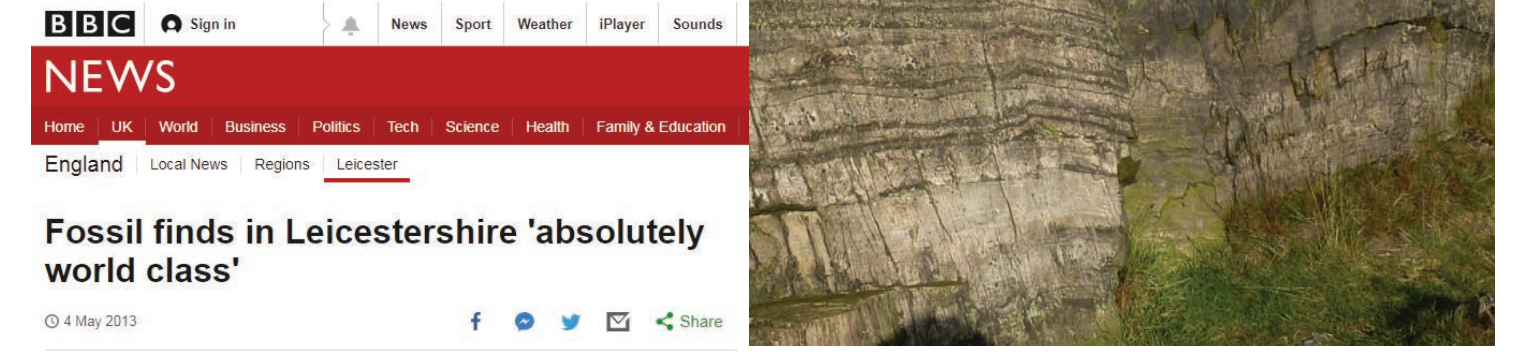 BBC Sign in News Sport Weather iPlayer Sounds
NEWS
Home UK World Business Politics Tech Science Health Family & Education
England Local News Regions Leicester
Fossil finds in Leicestershire 'absolutely
world class'
4 May 2013 Share